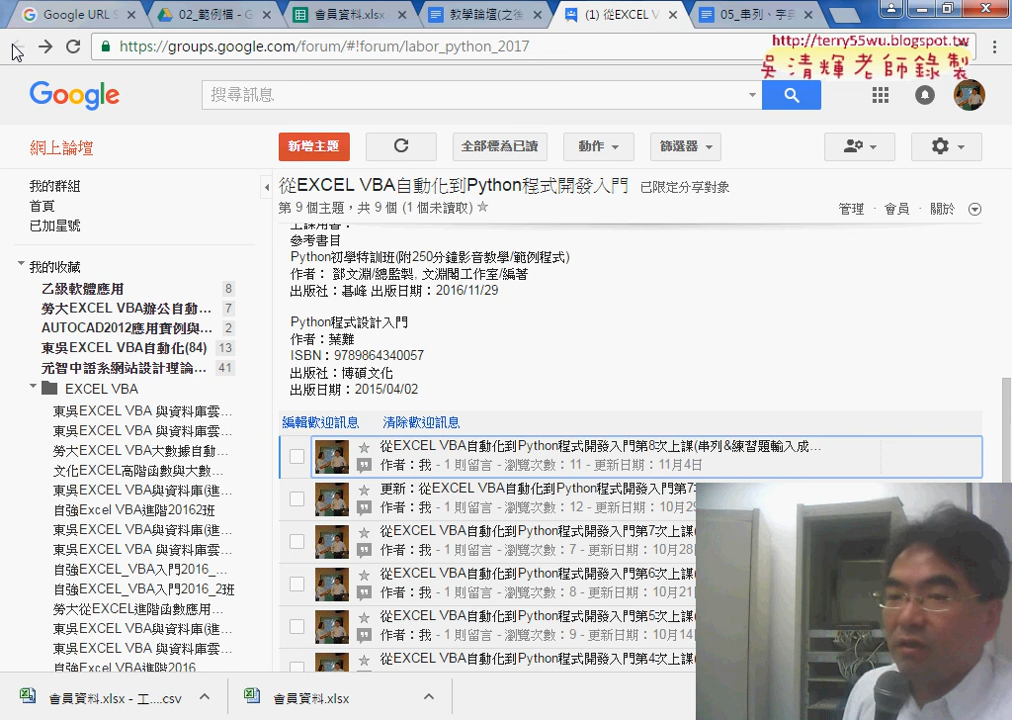 Google URL S
02_範例檔 - G
會員資料.xlsx
教學論壇(之後
(1) 從EXCEL V
05_串列、字串
https://groups.google.com/forum/#!forum/labor_python_2017
http://terry55wu.blogspot.tw
吳清輝老師錄製
Google
搜尋訊息
網上論壇
新增主題
全部標為已讀
動作
篩選器
我的群組
首頁
已加星號
我的收藏
乙級軟體應用 8
勞大EXCEL VBA辦公自動... 7
AUTOCAD2012應用實例與... 2
東吳EXCEL VBA自動化(84) 13
元智中語系網站設計理論... 41
EXCEL VBA
東吳EXCEL VBA 與資料庫雲...
東吳EXCEL VBA 與資料庫雲...
勞大EXCEL VBA大數據自動...
文化EXCEL高階函數與大數...
東吳EXCEL VBA與資料庫(進...
自強Excel VBA進階20162班
東吳EXCEL VBA與資料庫(進...
東吳EXCEL VBA 與資料庫雲...
自強EXCEL_VBA入門2016_...
自強EXCEL_VBA入門2016_2班
勞大從EXCEL進階函數應用...
東吳EXCEL VBA與資料庫(進...
東吳EXCEL VBA與資料庫(進...
自強Excel VBA進階2016
從EXCEL VBA自動化到Python程式開發入門 已限定分享對象
第 9 個主題，共 9 個 (1 個未讀取)
管理 · 會員 · 關於
上課用書：
參考書目
Python初學特訓班(附250分鐘影音教學/範例程式)
作者： 鄧文淵/總監製, 文淵閣工作室/編著
出版社：碁峰 出版日期：2016/11/29
Python程式設計入門
作者：葉難
ISBN：9789864340057
出版社：博碩文化
出版日期：2015/04/02
編輯歡迎訊息 清除歡迎訊息
從EXCEL VBA自動化到Python程式開發入門第8次上課(串列&練習題輸入成...
作者：我 - 1 則留言 - 瀏覽次數：11 - 更新日期：11月4日
更新：從EXCEL VBA自動化到Python程式開發入門第7
作者：我 - 1 則留言 - 瀏覽次數：12 - 更新日期：10月29
從EXCEL VBA自動化到Python程式開發入門第7次上課(
作者：我 - 1 則留言 - 瀏覽次數：7 - 更新日期：10月28
從EXCEL VBA自動化到Python程式開發入門第6次上課(
作者：我 - 1 則留言 - 瀏覽次數：8 - 更新日期：10月21
從EXCEL VBA自動化到Python程式開發入門第5次上課(
作者：我 - 1 則留言 - 瀏覽次數：9 - 更新日期：10月14
從EXCEL VBA自動化到Python程式開發入門第4次上課(
會員資料.xlsx - 工....csv
會員資料.xlsx